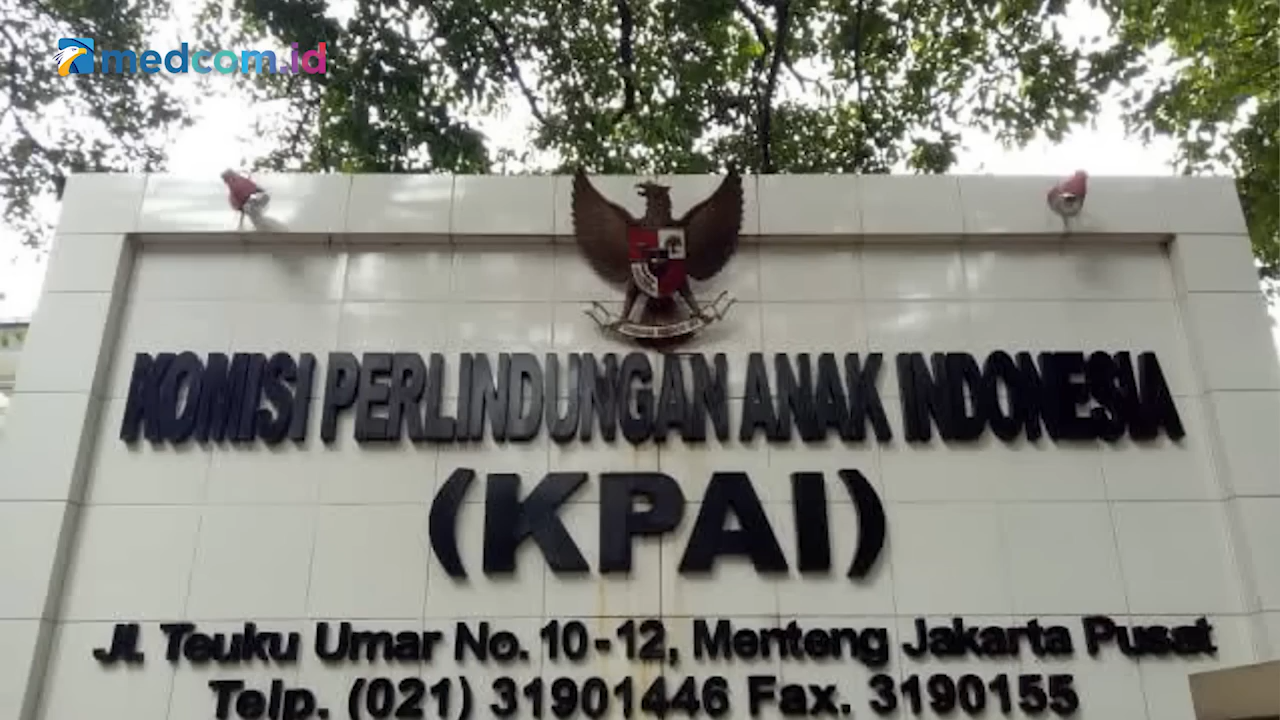 medcom.id
KOMISI PERLINDUNGAN ANAK INDONESIA
(KPAI)
Jl. Teuku Umar No. 10-12, Menteng Jakarta Pusat
Telp. (021) 31901446 Fax. 3190155